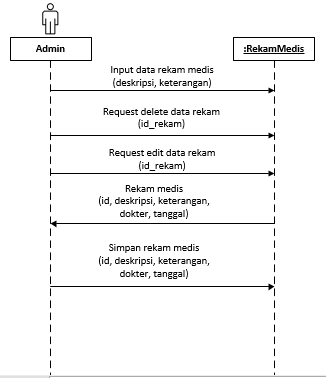 Admin
:RekamMedis
Input data rekam medis
(deskripsi, keterangan)
Request delete data rekam
(id_rekam)
Request edit data rekam
(id_rekam)
Rekam medis
(id, deskripsi, keterangan,
dokter, tanggal)
Simpan rekam medis
(id, deskripsi, keterangan,
dokter, tanggal)